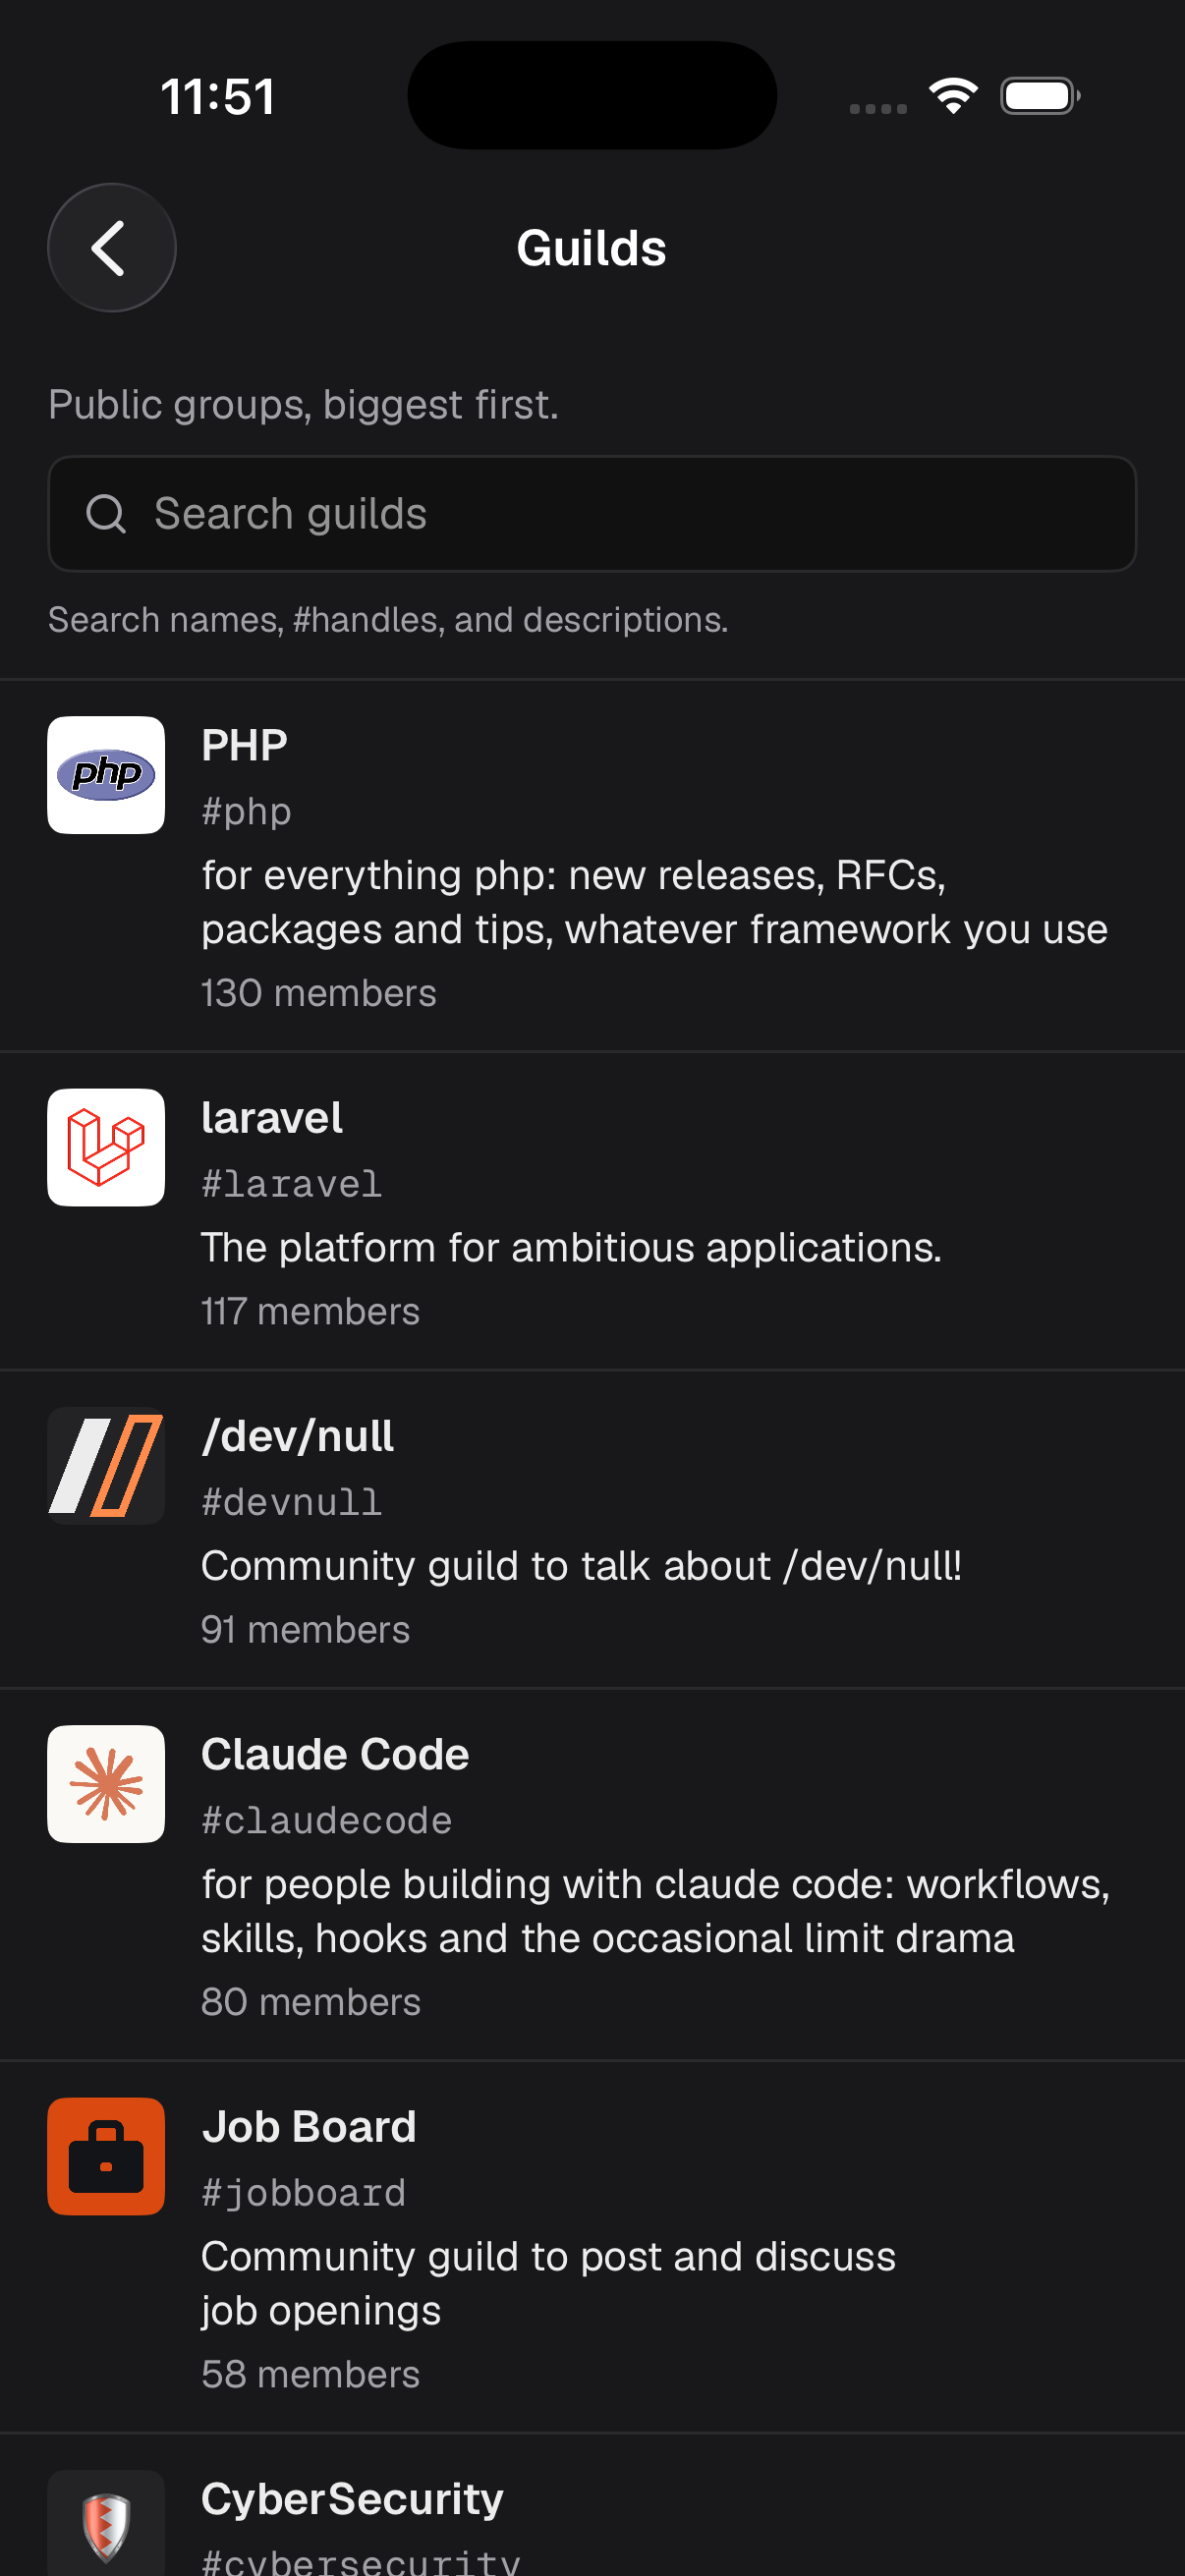 11:51
Guilds
Public groups, biggest first.
Search guilds
Search names, #handles, and descriptions.
php
PHP
#php
for everything php: new releases, RFCs,
packages and tips, whatever framework you use
130 members
laravel
#laravel
The platform for ambitious applications.
117 members
/dev/null
#devnull
Community guild to talk about /dev/null!
91 members
Claude Code
#claudecode
for people building with claude code: workflows,
skills, hooks and the occasional limit drama
80 members
Job Board
#jobboard
Community guild to post and discuss
job openings
58 members
CyberSecurity
#cybersecurity